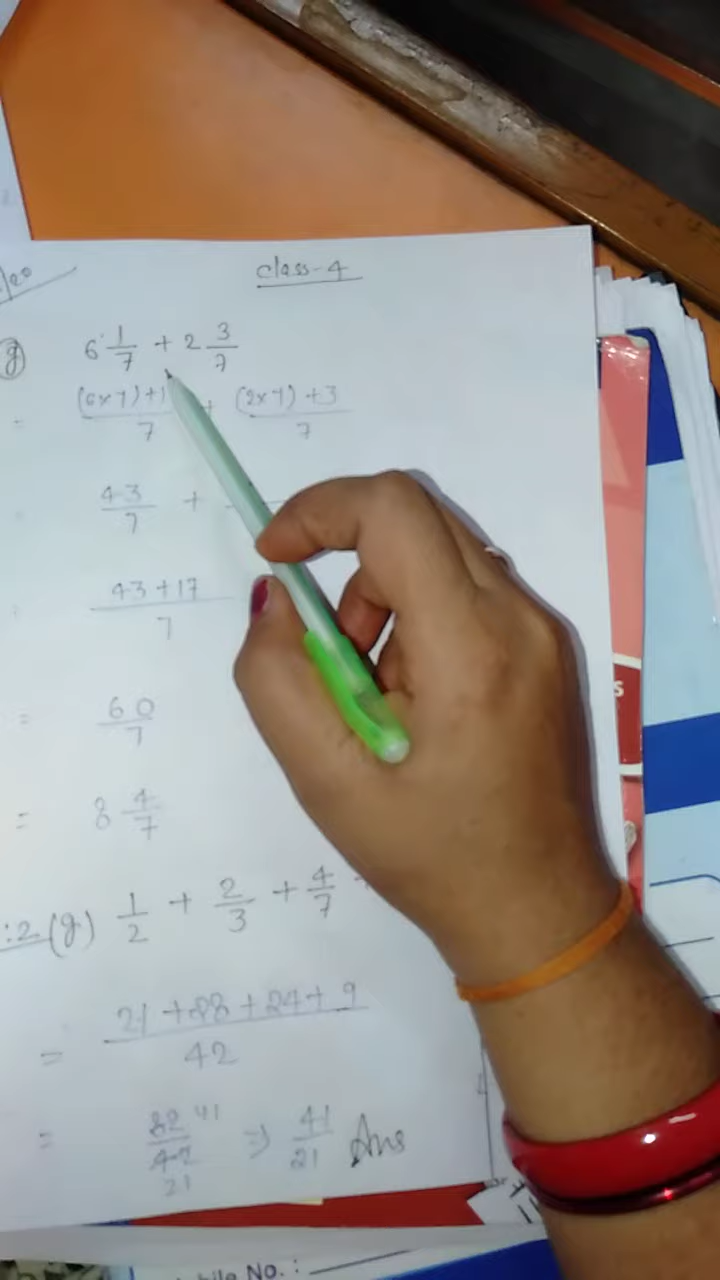 class-4
g 6 1/7 + 2 3/7
= (6×7)+1/7 + (2×7)+3/7
= 43/7 +
= 43+17/7
= 60/7
= 8 4/7
:2 (g) 1/2 + 2/3 + 4/7 +
= 21+28+24+9/42
= 82/42 41/21 ⇒ 41/21 Ans
bile No. :